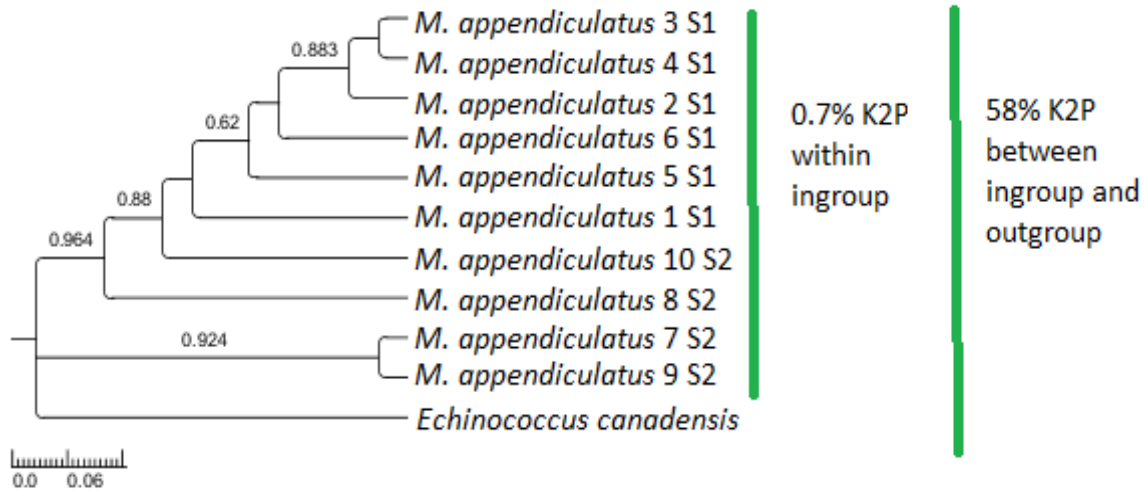 M. appendiculatus 3 S1
0.883
M. appendiculatus 4 S1
M. appendiculatus 2 S1
0.62
M. appendiculatus 6 S1
M. appendiculatus 5 S1
0.88
M. appendiculatus 1 S1
0.964
M. appendiculatus 10 S2
M. appendiculatus 8 S2
0.924
M. appendiculatus 7 S2
M. appendiculatus 9 S2
Echinococcus canadensis
0.0 0.06
0.7% K2P
within
ingroup
58% K2P
between
ingroup and
outgroup